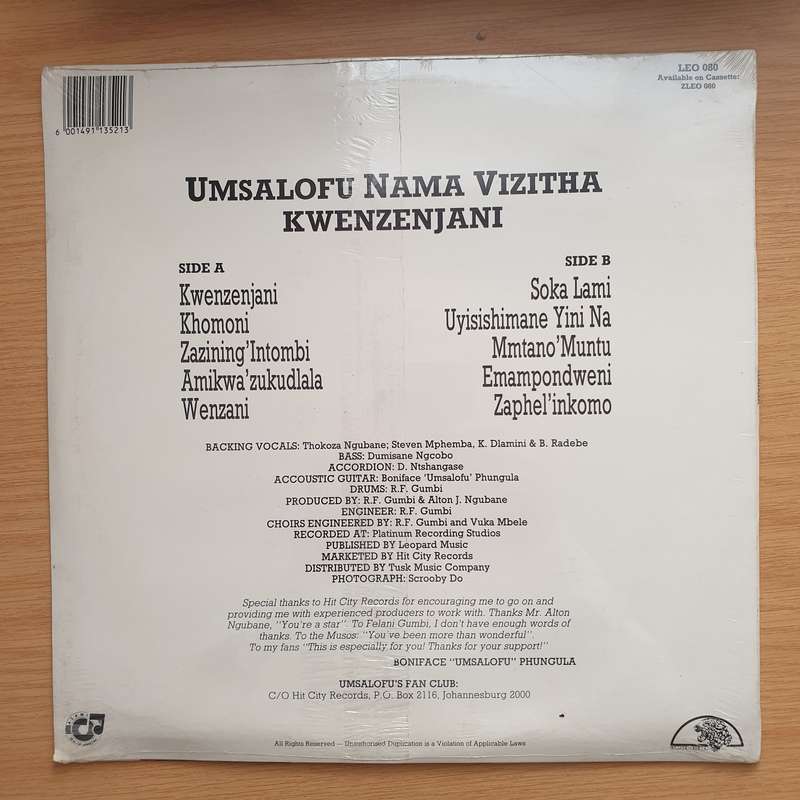 LEO 080
Available on Cassette:
ZLEO 080
6 001491 135213
UMSALOFU NAMA VIZITHA
KWENZENJANI
SIDE A
Kwenzenjani
Khomoni
Zazining'Intombi
Amikwa'zukudlala
Wenzani
SIDE B
Soka Lami
Uyisishimane Yini Na
Mmtano'Muntu
Emampondweni
Zaphel'inkomo
BACKING VOCALS: Thokoza Ngubane; Steven Mphemba, K. Dlamini & B. Radebe
BASS: Dumisane Ngcobo
ACCORDION: D. Ntshangase
ACCOUSTIC GUITAR: Boniface 'Umsalofu' Phungula
DRUMS: R.F. Gumbi
PRODUCED BY: R.F. Gumbi & Alton J. Ngubane
ENGINEER: R.F. Gumbi
CHOIRS ENGINEERED BY: R.F. Gumbi and Vuka Mbele
RECORDED AT: Platinum Recording Studios
PUBLISHED BY Leopard Music
MARKETED BY Hit City Records
DISTRIBUTED BY Tusk Music Company
PHOTOGRAPH: Scrooby Do
Special thanks to Hit City Records for encouraging me to go on and
providing me with experienced producers to work with. Thanks Mr. Alton
Ngubane, "You're a star". To Felani Gumbi, I don't have enough words of
thanks. To the Musos: "You've been more than wonderful".
To my fans "This is especially for you! Thanks for your support!"
BONIFACE "UMSALOFU" PHUNGULA
UMSALOFU'S FAN CLUB:
C/O Hit City Records, P.O. Box 2116, Johannesburg 2000
All Rights Reserved — Unauthorised Duplication is a Violation of Applicable Laws